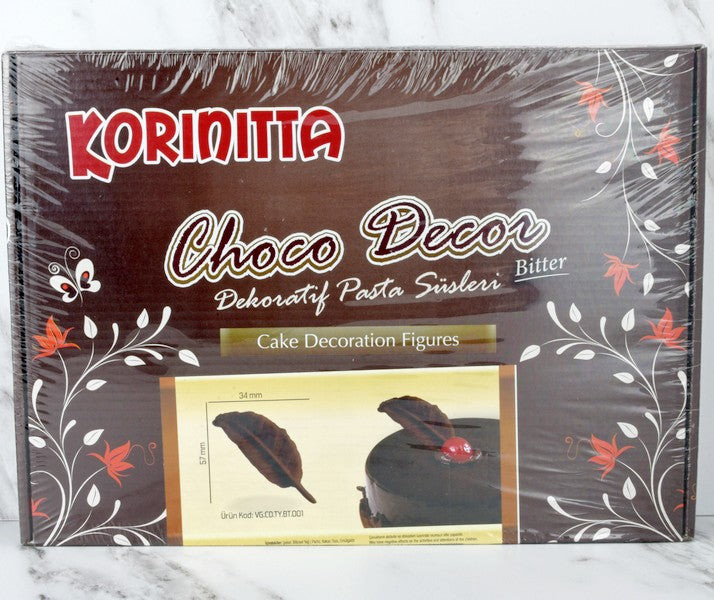 KORINITTA
Choco Decor
Dekoratif Pasta Süsleri Bitter
Cake Decoration Figures
34 mm
57 mm
Ürün Kod: VG.CD.TY.BT.001